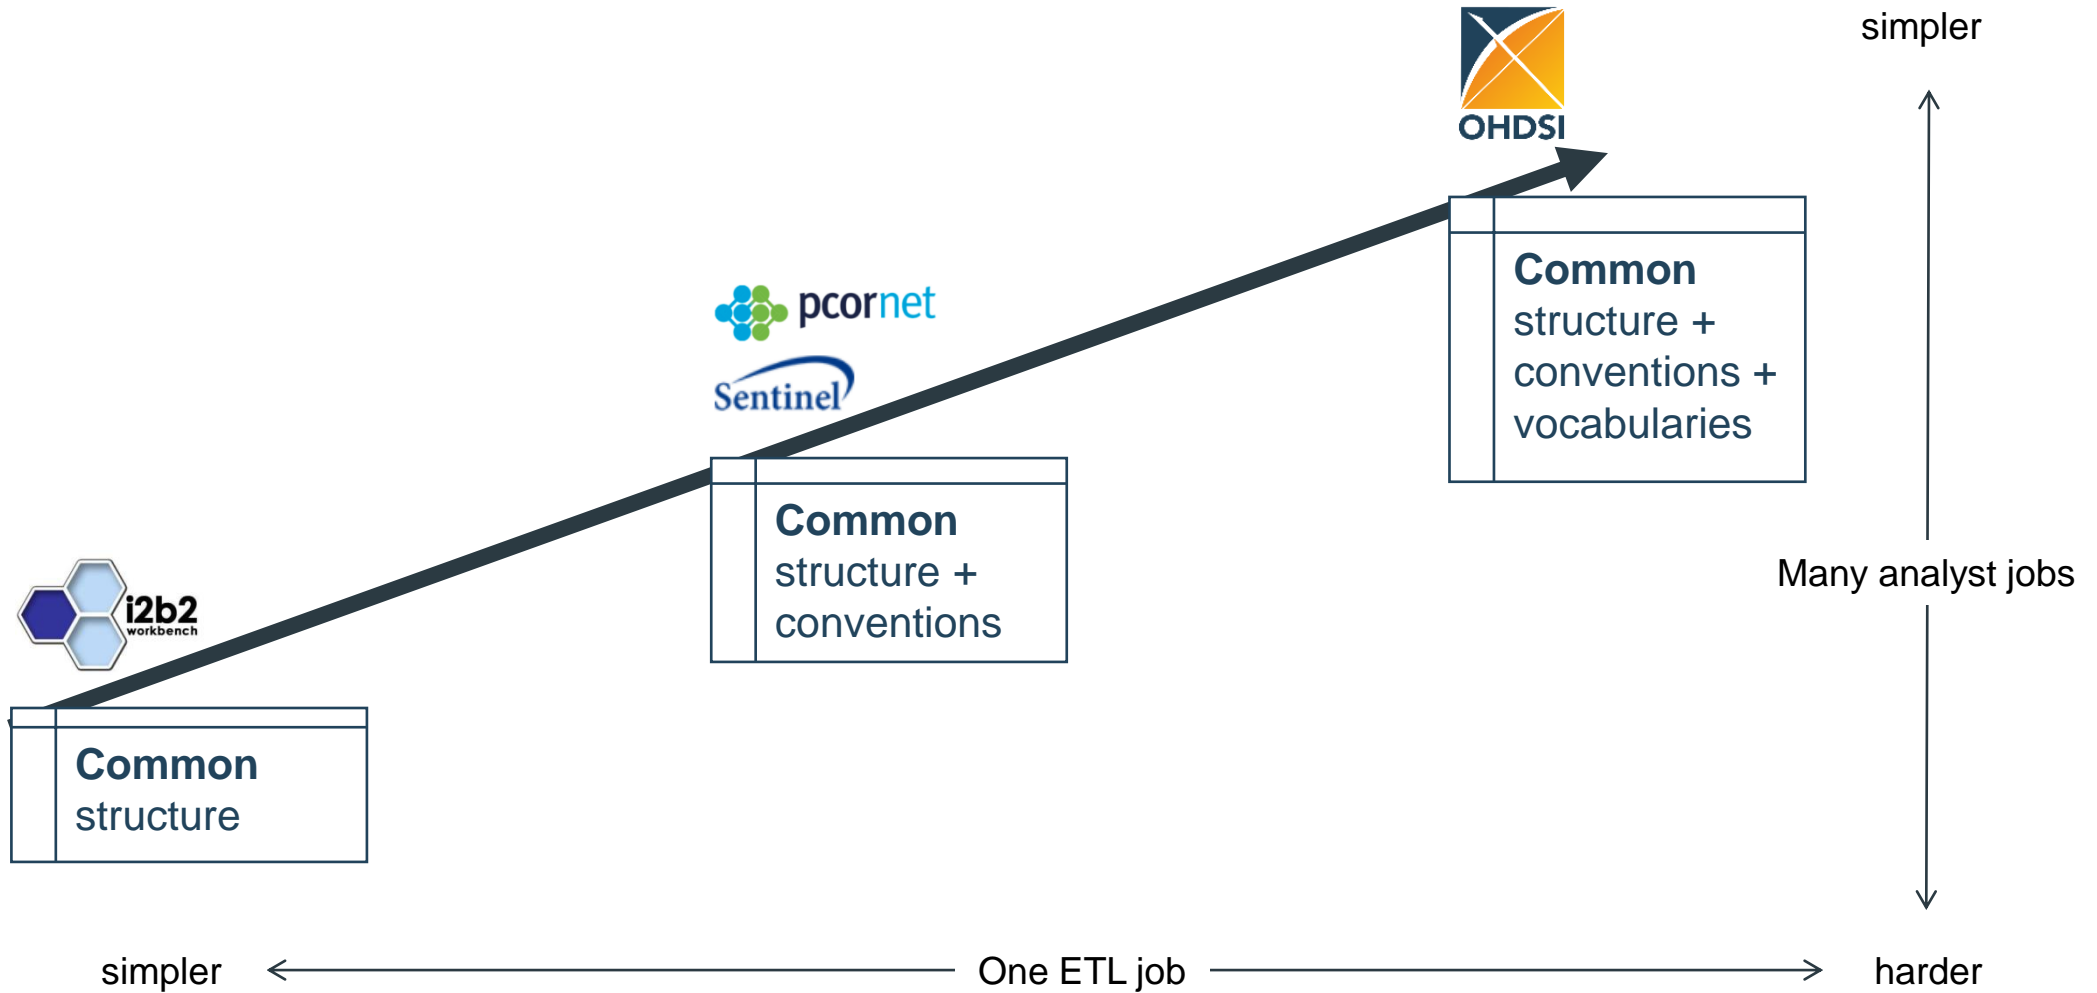 simpler
OHDSI
Common
structure +
conventions +
vocabularies
pcornet
Sentinel
Common
structure +
conventions
Many analyst jobs
i2b2
workbench
Common
structure
simpler
One ETL job
harder